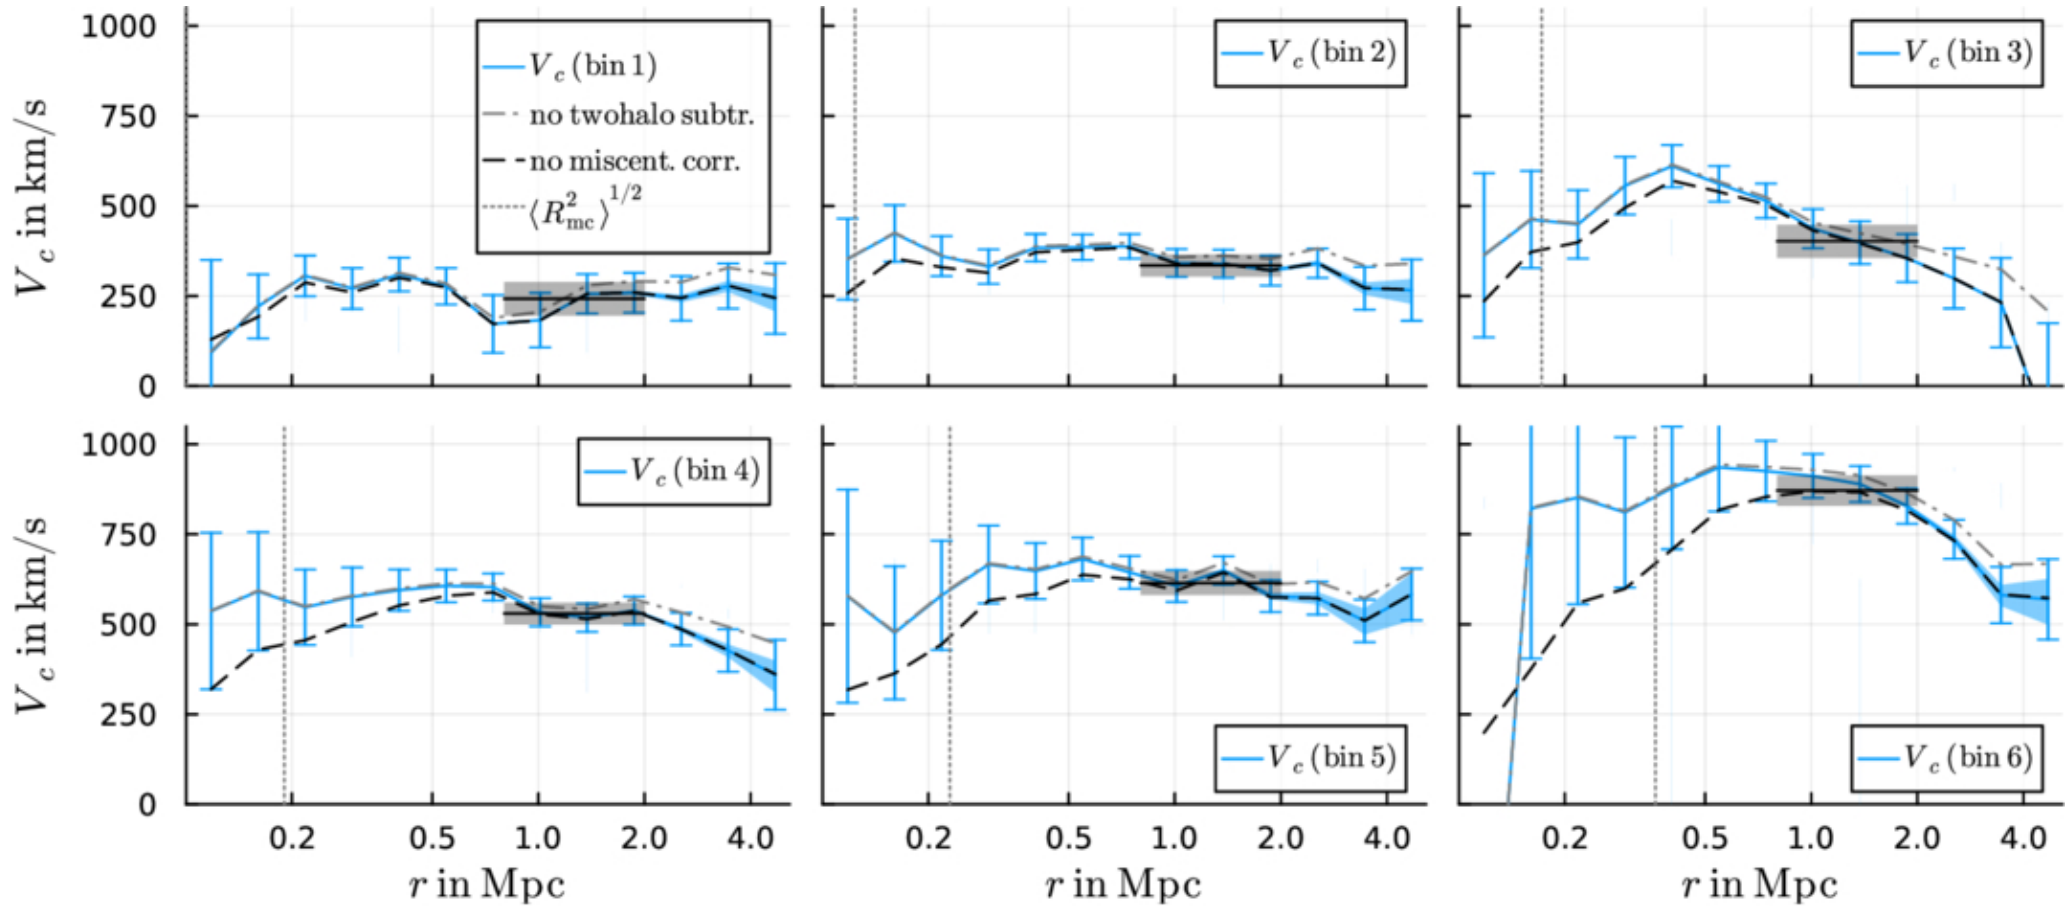 1000
750
500
250
0
V_c in km/s
V_c (bin 1)
no twohalo subtr.
no miscent. corr.
⟨R²_mc⟩^{1/2}
V_c (bin 2)
V_c (bin 3)
1000
750
500
250
0
V_c in km/s
V_c (bin 4)
V_c (bin 5)
V_c (bin 6)
0.2 0.5 1.0 2.0 4.0
0.2 0.5 1.0 2.0 4.0
0.2 0.5 1.0 2.0 4.0
r in Mpc
r in Mpc
r in Mpc